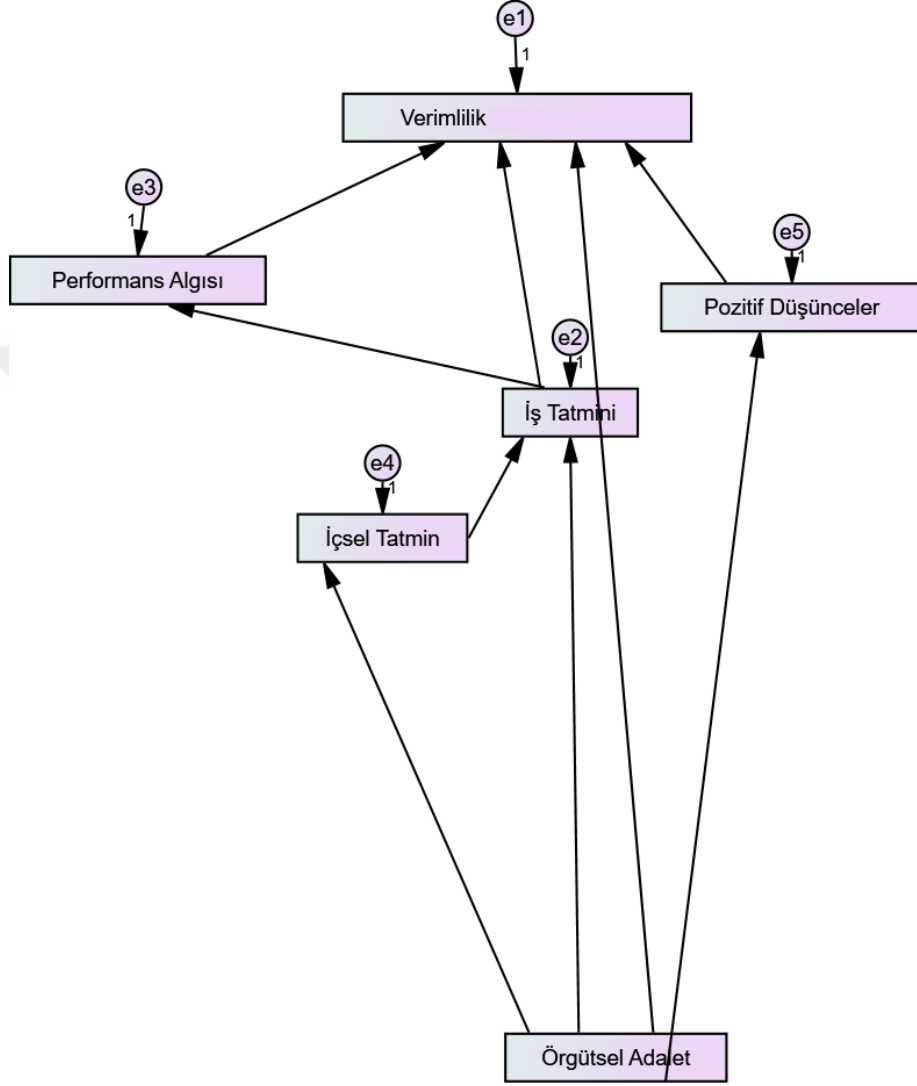 e1
1
Verimlilik
e3
1
Performans Algısı
e5
1
Pozitif Düşünceler
e2
1
İş Tatmini
e4
1
İçsel Tatmin
Örgütsel Adalet